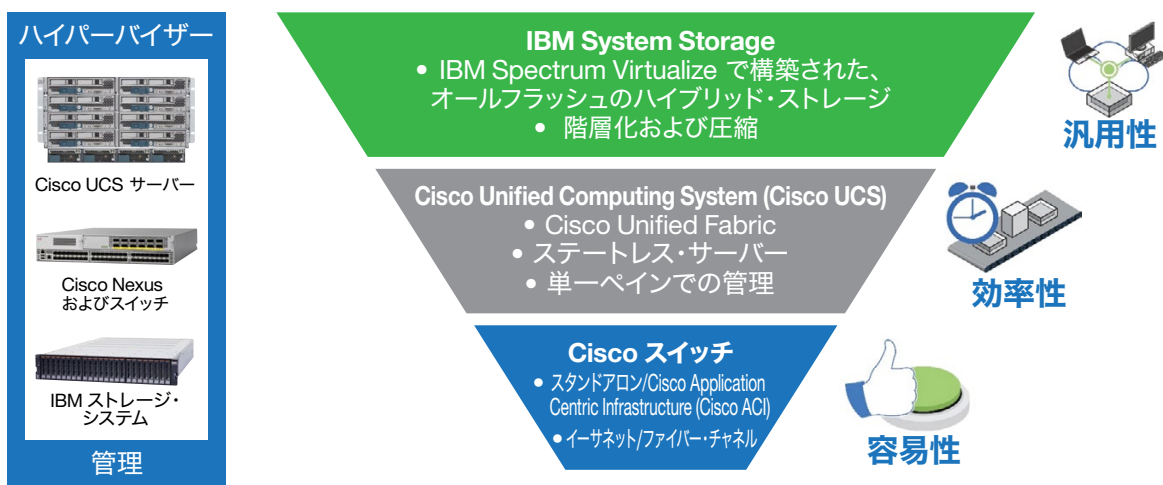 ハイパーバイザー
Cisco UCS サーバー
Cisco Nexus
およびスイッチ
IBM ストレージ・
システム
管理
IBM System Storage
• IBM Spectrum Virtualize で構築された、
オールフラッシュのハイブリッド・ストレージ
• 階層化および圧縮
Cisco Unified Computing System (Cisco UCS)
• Cisco Unified Fabric
• ステートレス・サーバー
• 単一ペインでの管理
Cisco スイッチ
• スタンドアロン/Cisco Application
Centric Infrastructure (Cisco ACI)
• イーサネット/ファイバー・チャネル
汎用性
効率性
容易性